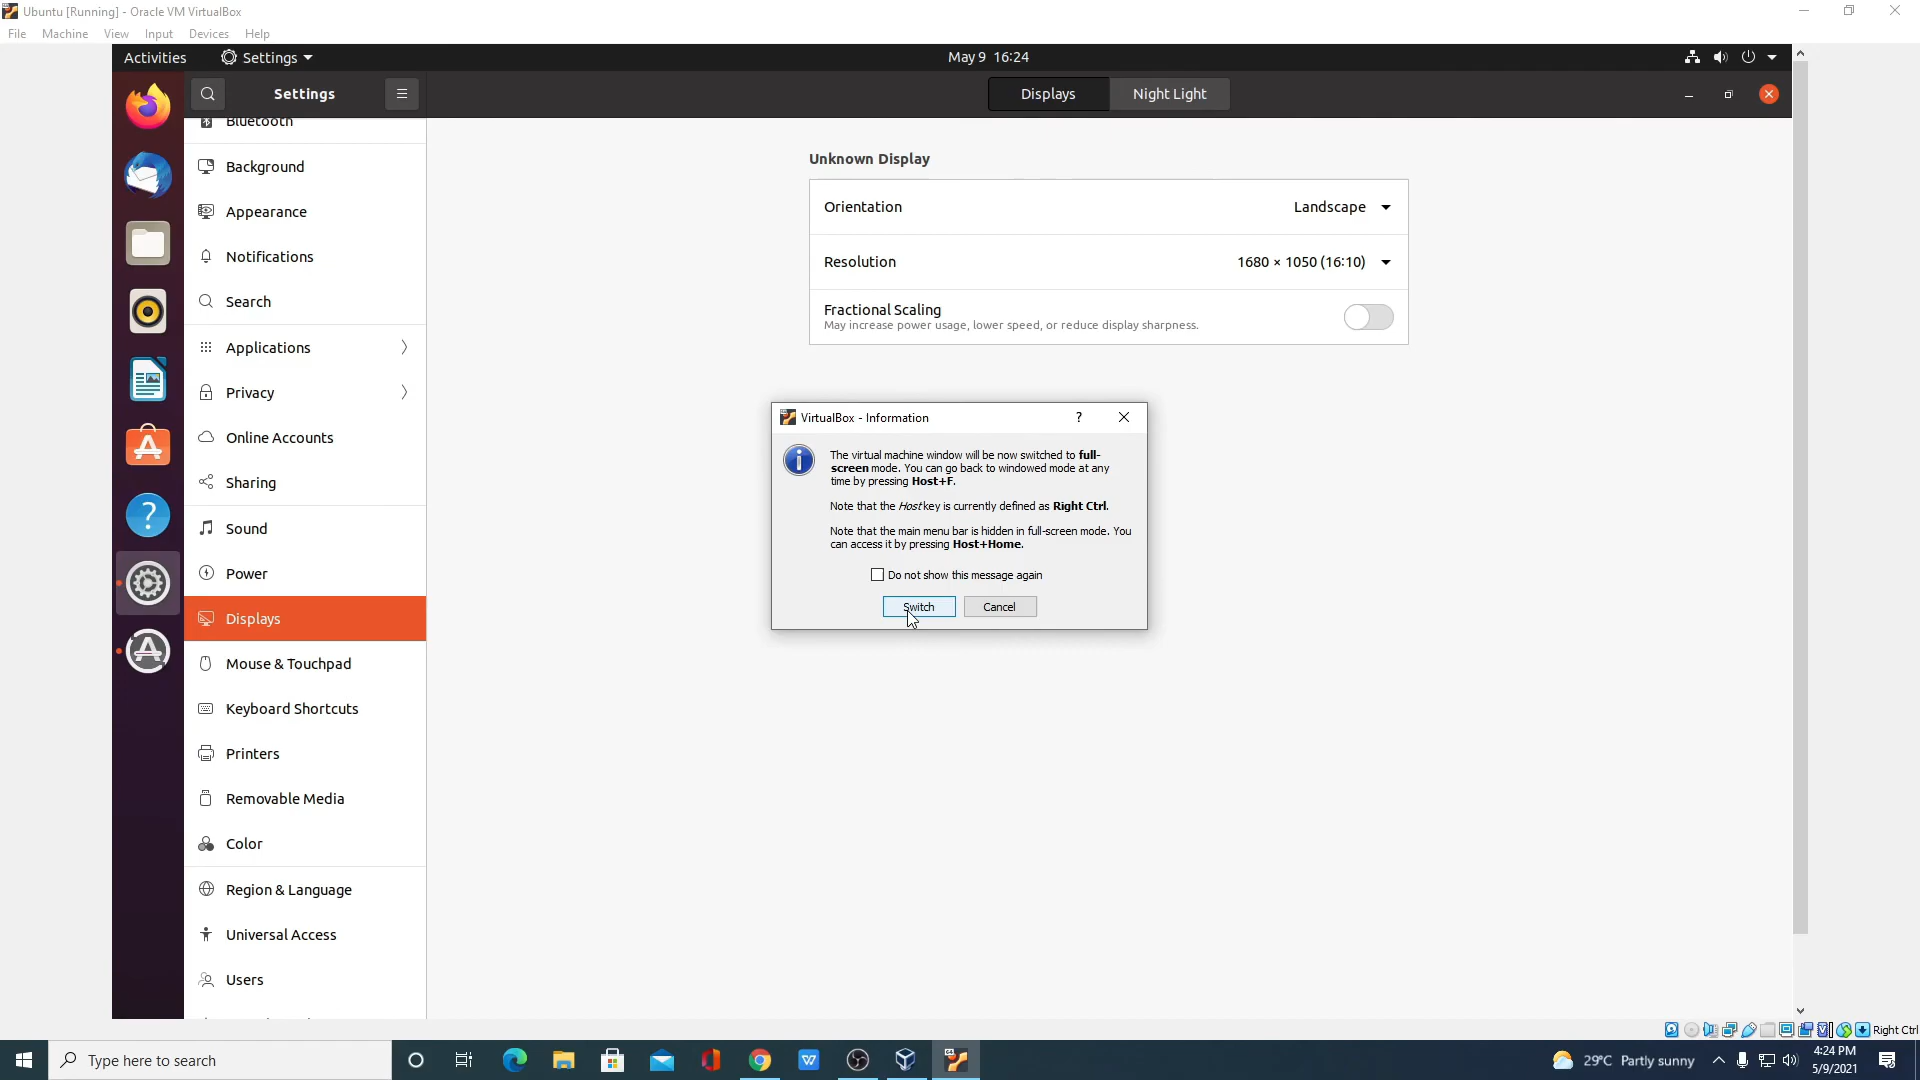 Ubuntu [Running] - Oracle VM VirtualBox
File Machine View Input Devices Help
Activities Settings May 9 16:24
Settings Displays Night Light
Bluetooth
Background
Appearance
Notifications
Search
Applications
Privacy
Online Accounts
Sharing
Sound
Power
Displays
Mouse & Touchpad
Keyboard Shortcuts
Printers
Removable Media
Color
Region & Language
Universal Access
Users
Unknown Display
Orientation Landscape
Resolution 1680 × 1050 (16:10)
Fractional Scaling
May increase power usage, lower speed, or reduce display sharpness.
VirtualBox - Information ?
The virtual machine window will be now switched to full-
screen mode. You can go back to windowed mode at any
time by pressing Host+F.
Note that the Host key is currently defined as Right Ctrl.
Note that the main menu bar is hidden in full-screen mode. You
can access it by pressing Host+Home.
Do not show this message again
Switch Cancel
Right Ctrl
Type here to search
29°C Partly sunny
4:24 PM
5/9/2021